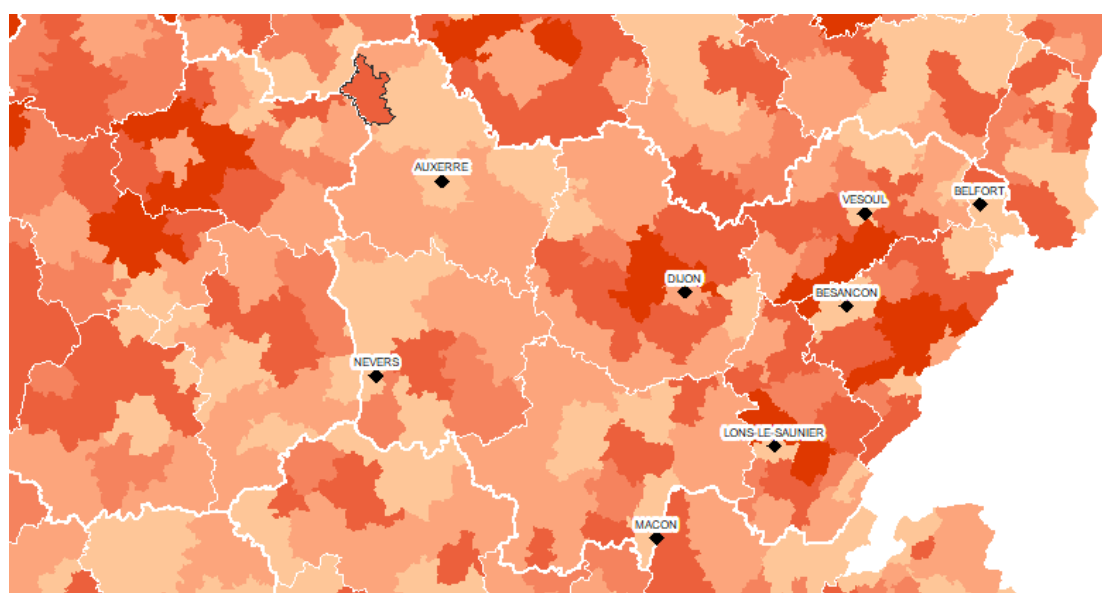 AUXERRE
BELFORT
VESOUL
DIJON
BESANCON
NEVERS
LONS-LE-SAUNIER
MACON